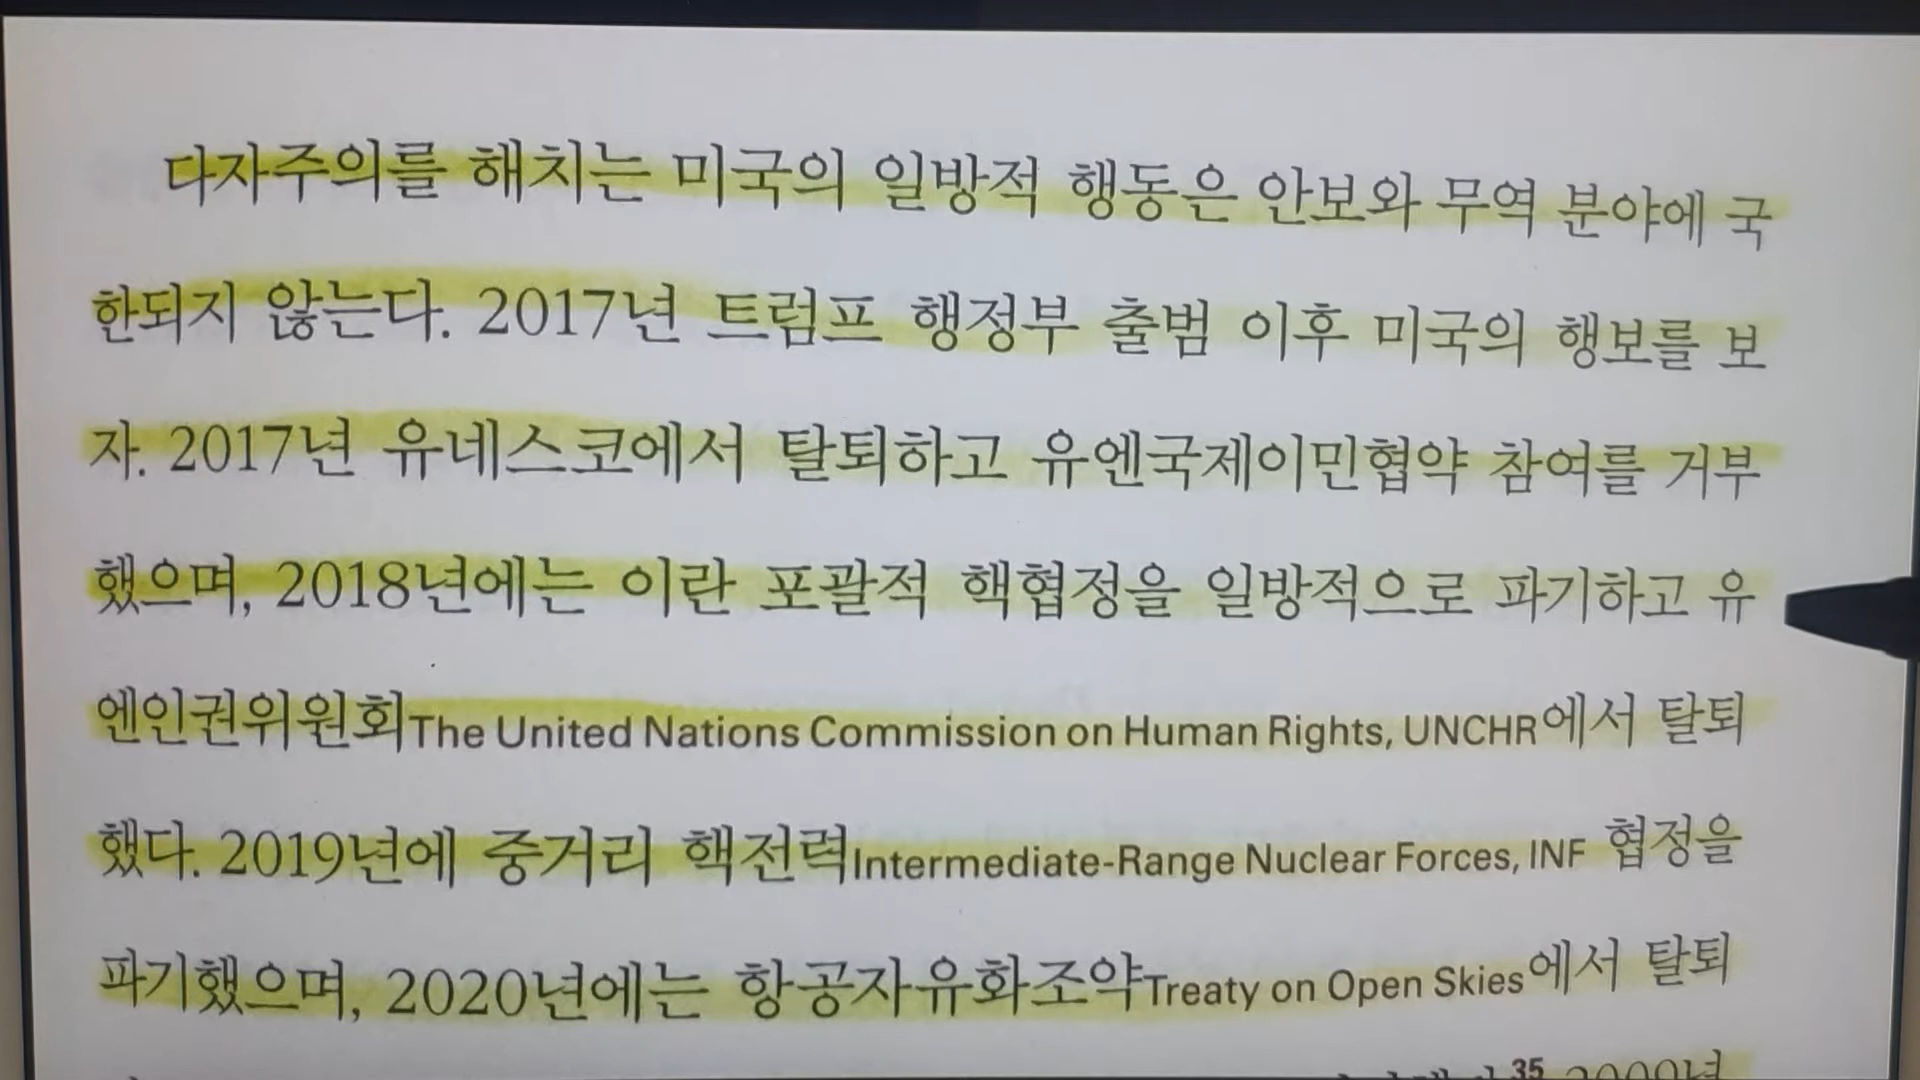 다자주의를 해치는 미국의 일방적 행동은 안보와 무역 분야에 국
한되지 않는다. 2017년 트럼프 행정부 출범 이후 미국의 행보를 보
자. 2017년 유네스코에서 탈퇴하고 유엔국제이민협약 참여를 거부
했으며, 2018년에는 이란 포괄적 핵협정을 일방적으로 파기하고 유
엔인권위원회The United Nations Commission on Human Rights, UNCHR에서 탈퇴
했다. 2019년에 중거리 핵전력Intermediate-Range Nuclear Forces, INF 협정을
파기했으며, 2020년에는 항공자유화조약Treaty on Open Skies에서 탈퇴
35